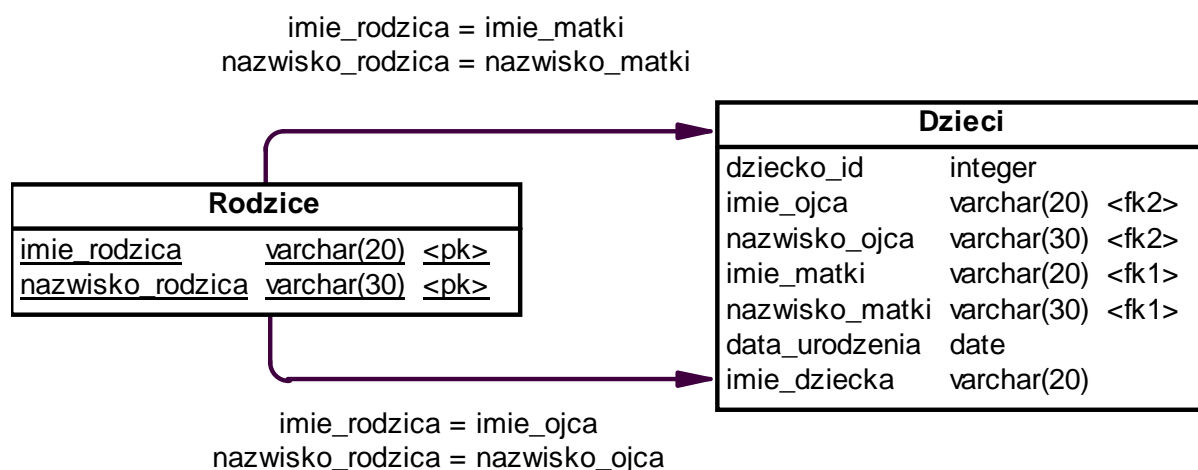 imie_rodzica = imie_matki
nazwisko_rodzica = nazwisko_matki
Rodzice
imie_rodzica varchar(20) <pk>
nazwisko_rodzica varchar(30) <pk>
Dzieci
dziecko_id integer
imie_ojca varchar(20) <fk2>
nazwisko_ojca varchar(30) <fk2>
imie_matki varchar(20) <fk1>
nazwisko_matki varchar(30) <fk1>
data_urodzenia date
imie_dziecka varchar(20)
imie_rodzica = imie_ojca
nazwisko_rodzica = nazwisko_ojca